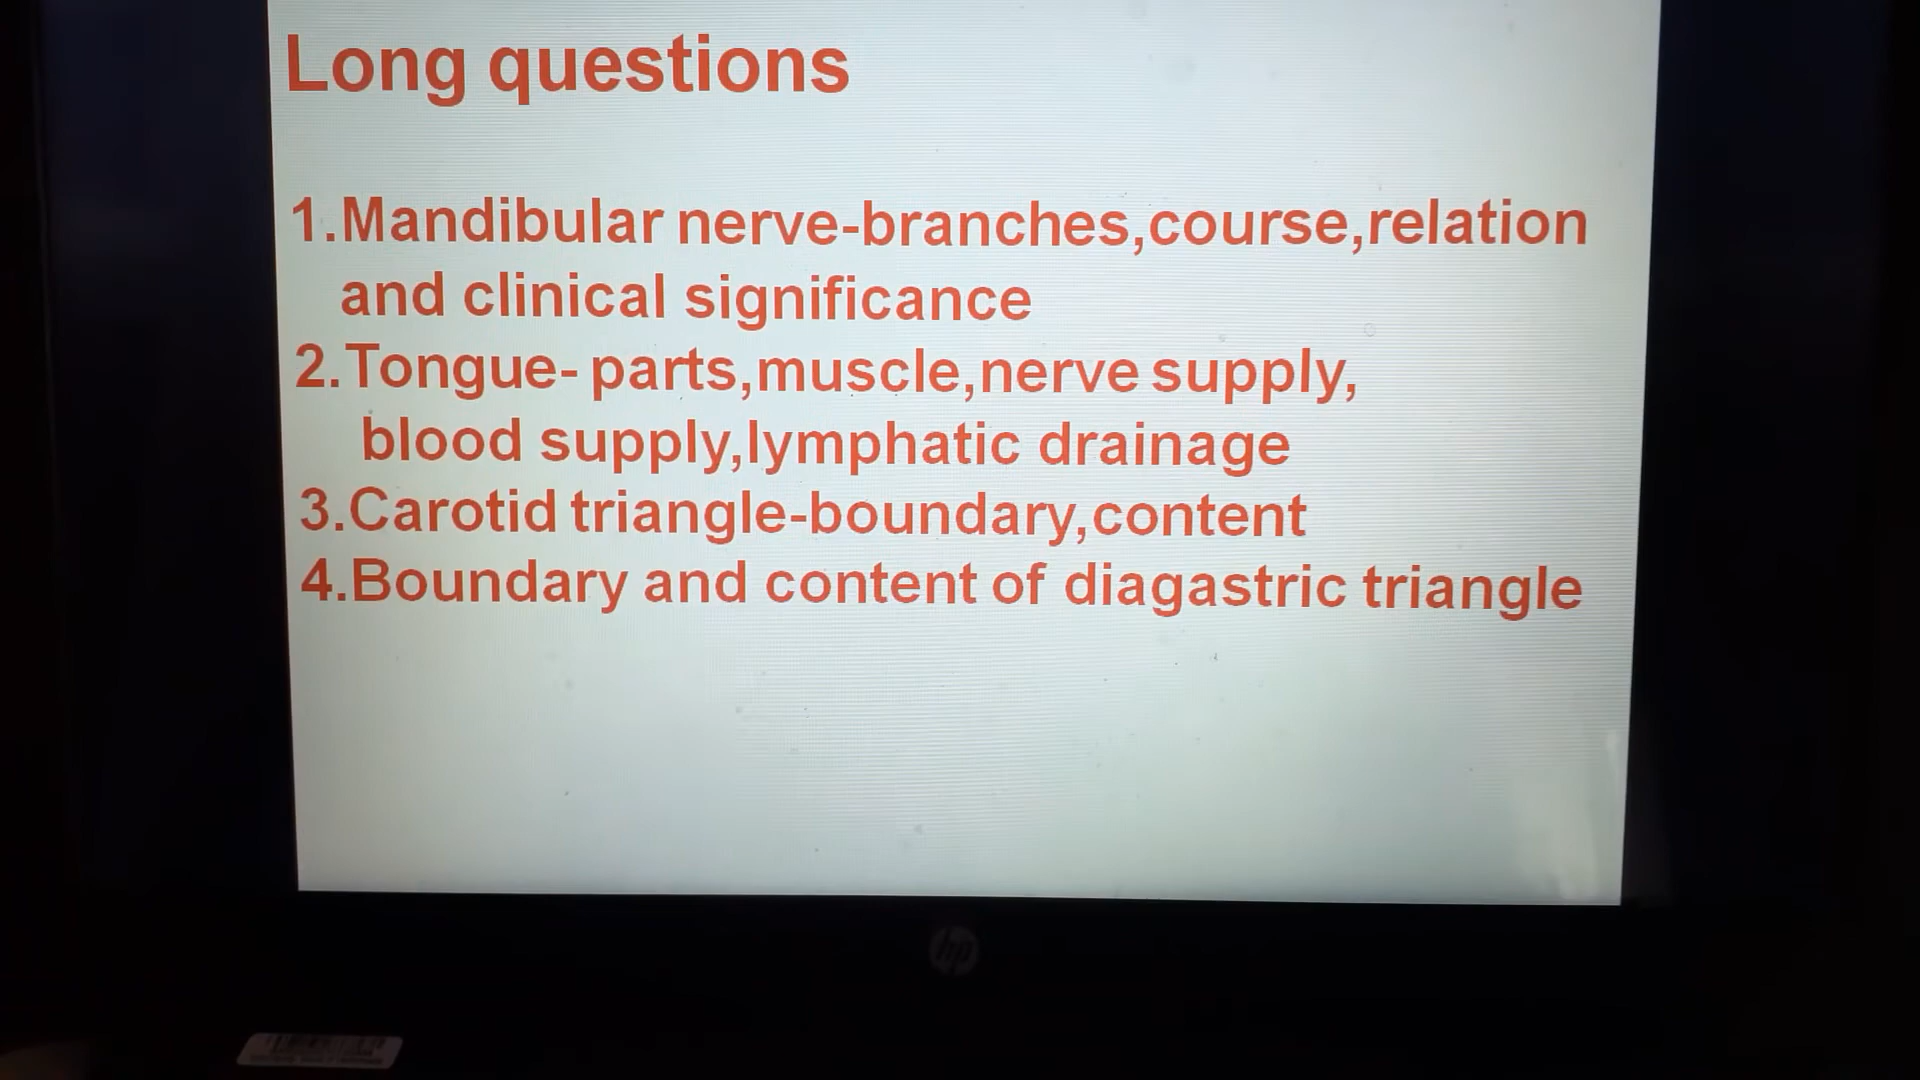 Long questions
1.Mandibular nerve-branches,course,relation
and clinical significance
2.Tongue- parts,muscle,nerve supply,
blood supply,lymphatic drainage
3.Carotid triangle-boundary,content
4.Boundary and content of diagastric triangle
hp